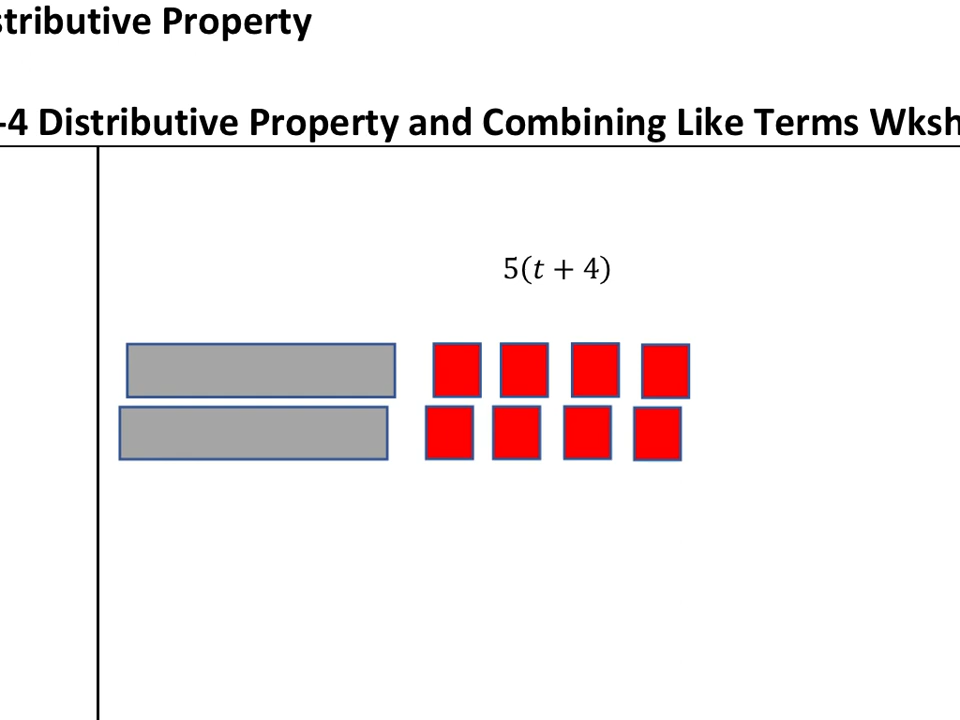 stributive Property
-4 Distributive Property and Combining Like Terms Wksh
5(t + 4)